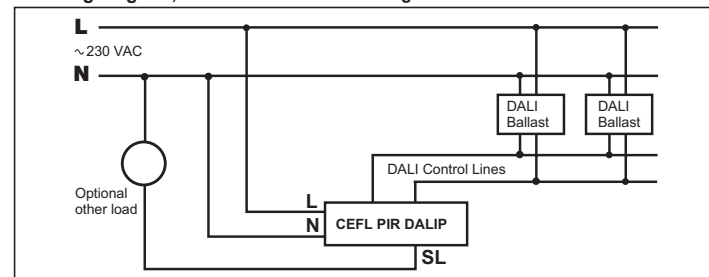 L
~230 VAC
N
DALI
Ballast
DALI
Ballast
DALI Control Lines
Optional
other load
L
N
CEFL PIR DALIP
SL